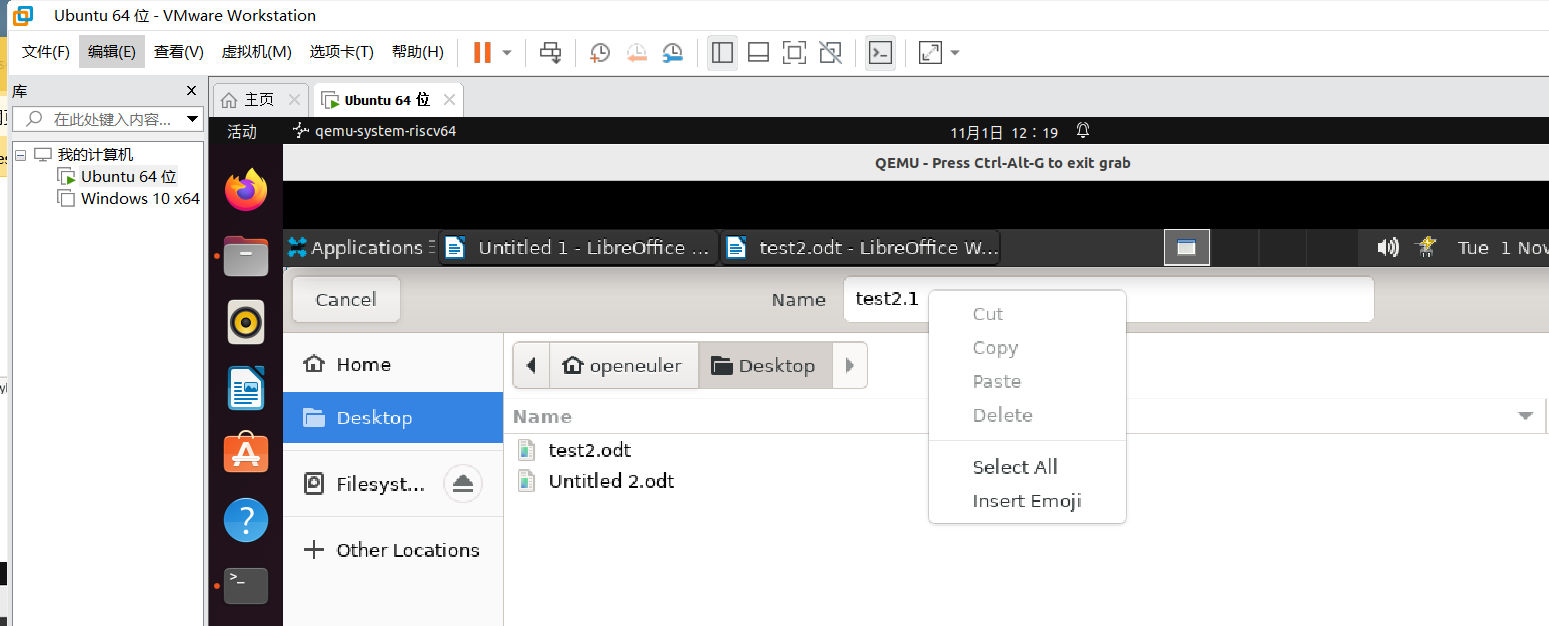 Ubuntu 64 位 - VMware Workstation
文件(F) 编辑(E) 查看(V) 虚拟机(M) 选项卡(T) 帮助(H)
库
主页 Ubuntu 64 位
在此处键入内容...
活动 qemu-system-riscv64 11月1日 12：19
我的计算机
QEMU - Press Ctrl-Alt-G to exit grab
Ubuntu 64 位
Windows 10 x64
Applications Untitled 1 - LibreOffice ... test2.odt - LibreOffice W... Tue 1 Nov
Cancel Name test2.1
Cut
Copy
Paste
Delete
Select All
Insert Emoji
Home
Desktop
Filesyst...
Other Locations
openeuler Desktop
Name
test2.odt
Untitled 2.odt